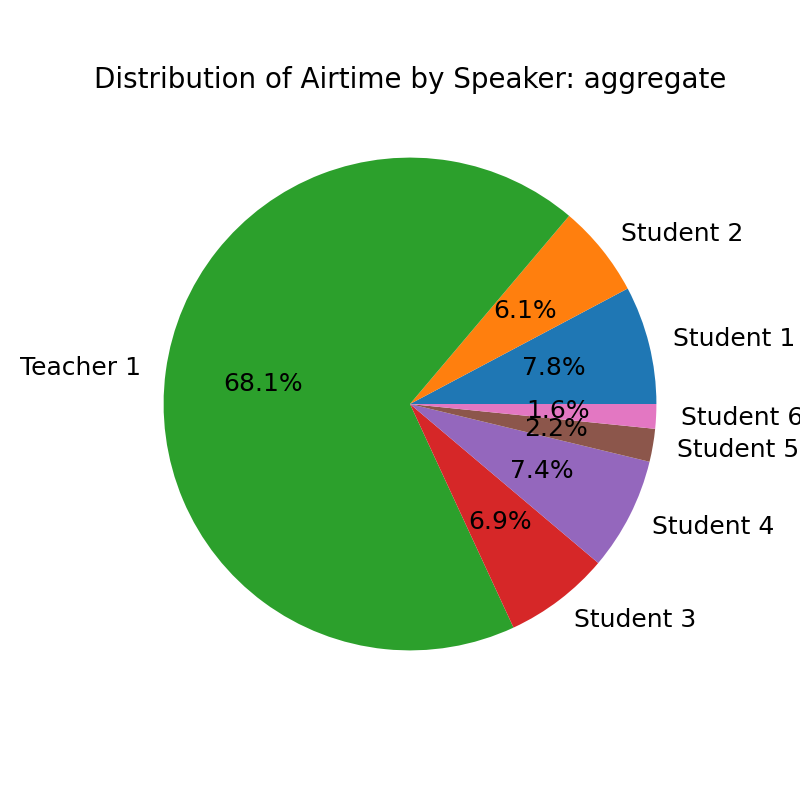 Distribution of Airtime by Speaker: aggregate
Student 2
6.1%
Student 1
7.8%
Teacher 1
68.1%
1.6%
Student 6
2.2%
Student 5
7.4%
Student 4
6.9%
Student 3